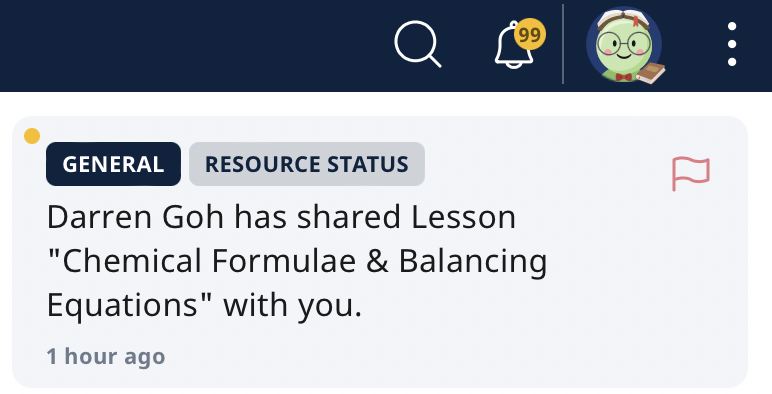 99
GENERAL RESOURCE STATUS
Darren Goh has shared Lesson
"Chemical Formulae & Balancing
Equations" with you.
1 hour ago